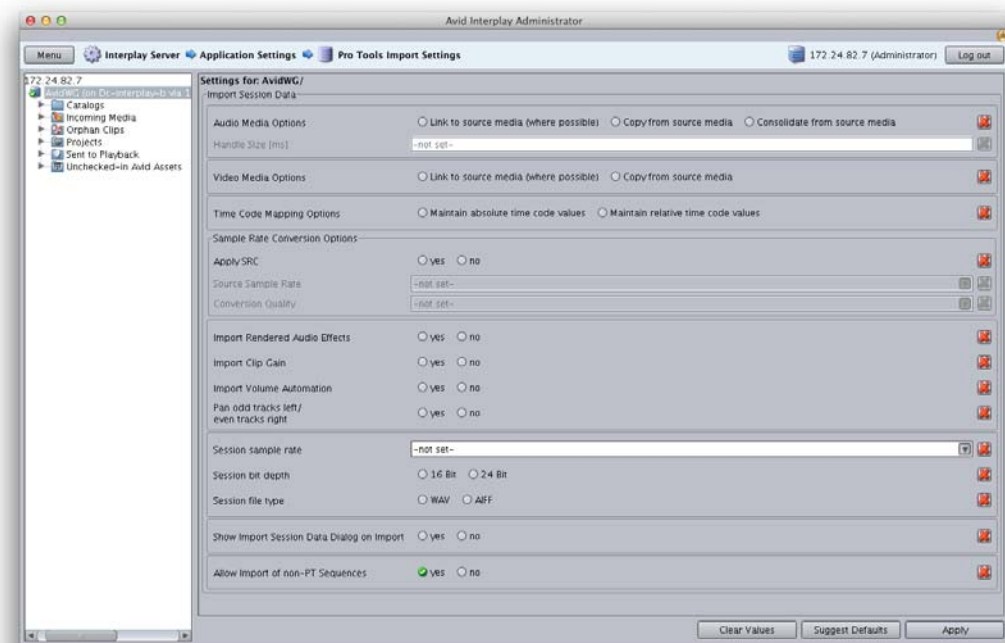 Avid Interplay Administrator
Menu Interplay Server Application Settings Pro Tools Import Settings 172.24.82.7 (Administrator) Log out
172.24.82.7
AvidWG (on Dc-interplay-b via 1
Catalogs
Incoming Media
Orphan Clips
Projects
Sent to Playback
Unchecked-in Avid Assets
Settings for: AvidWG/
Import Session Data
Audio Media Options Link to source media (where possible) Copy from source media Consolidate from source media
Handle Size [ms] -not set-
Video Media Options Link to source media (where possible) Copy from source media
Time Code Mapping Options Maintain absolute time code values Maintain relative time code values
Sample Rate Conversion Options
Apply SRC yes no
Source Sample Rate -not set-
Conversion Quality -not set-
Import Rendered Audio Effects yes no
Import Clip Gain yes no
Import Volume Automation yes no
Pan odd tracks left/
even tracks right yes no
Session sample rate -not set-
Session bit depth 16 Bit 24 Bit
Session file type WAV AIFF
Show Import Session Data Dialog on Import yes no
Allow Import of non-PT Sequences yes no
Clear Values Suggest Defaults Apply